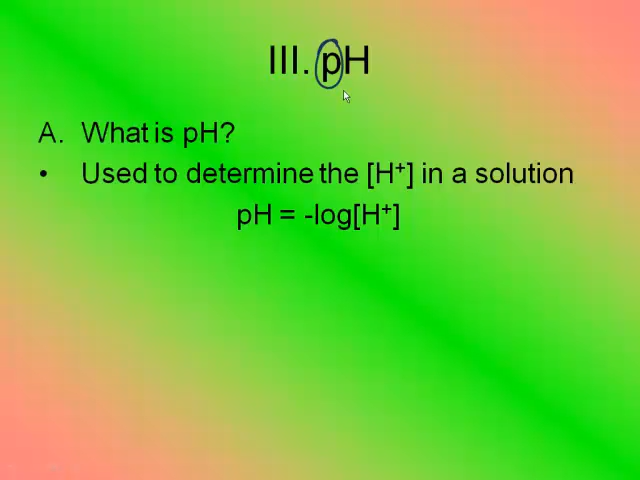 III. pH
A. What is pH?
• Used to determine the [H⁺] in a solution
pH = -log[H⁺]